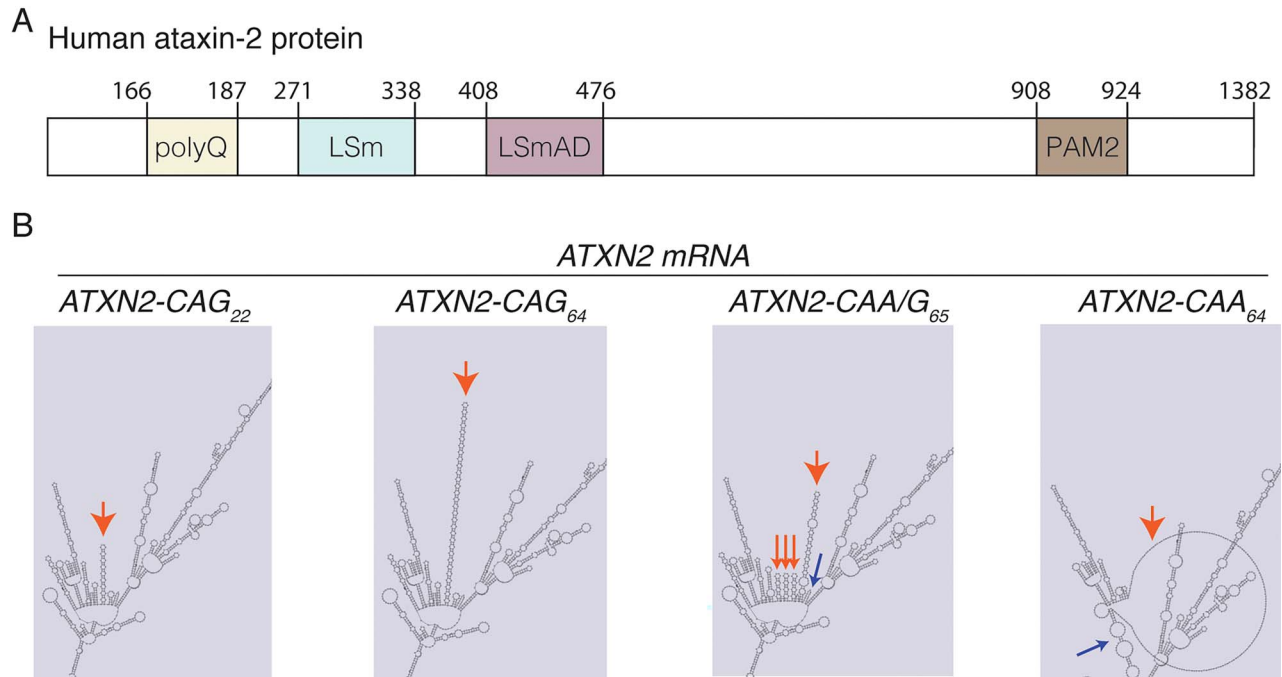 A
Human ataxin-2 protein
166 187 271 338 408 476 908 924 1382
polyQ LSm LSmAD PAM2
B
ATXN2 mRNA
ATXN2-CAG22 ATXN2-CAG64 ATXN2-CAA/G65 ATXN2-CAA64